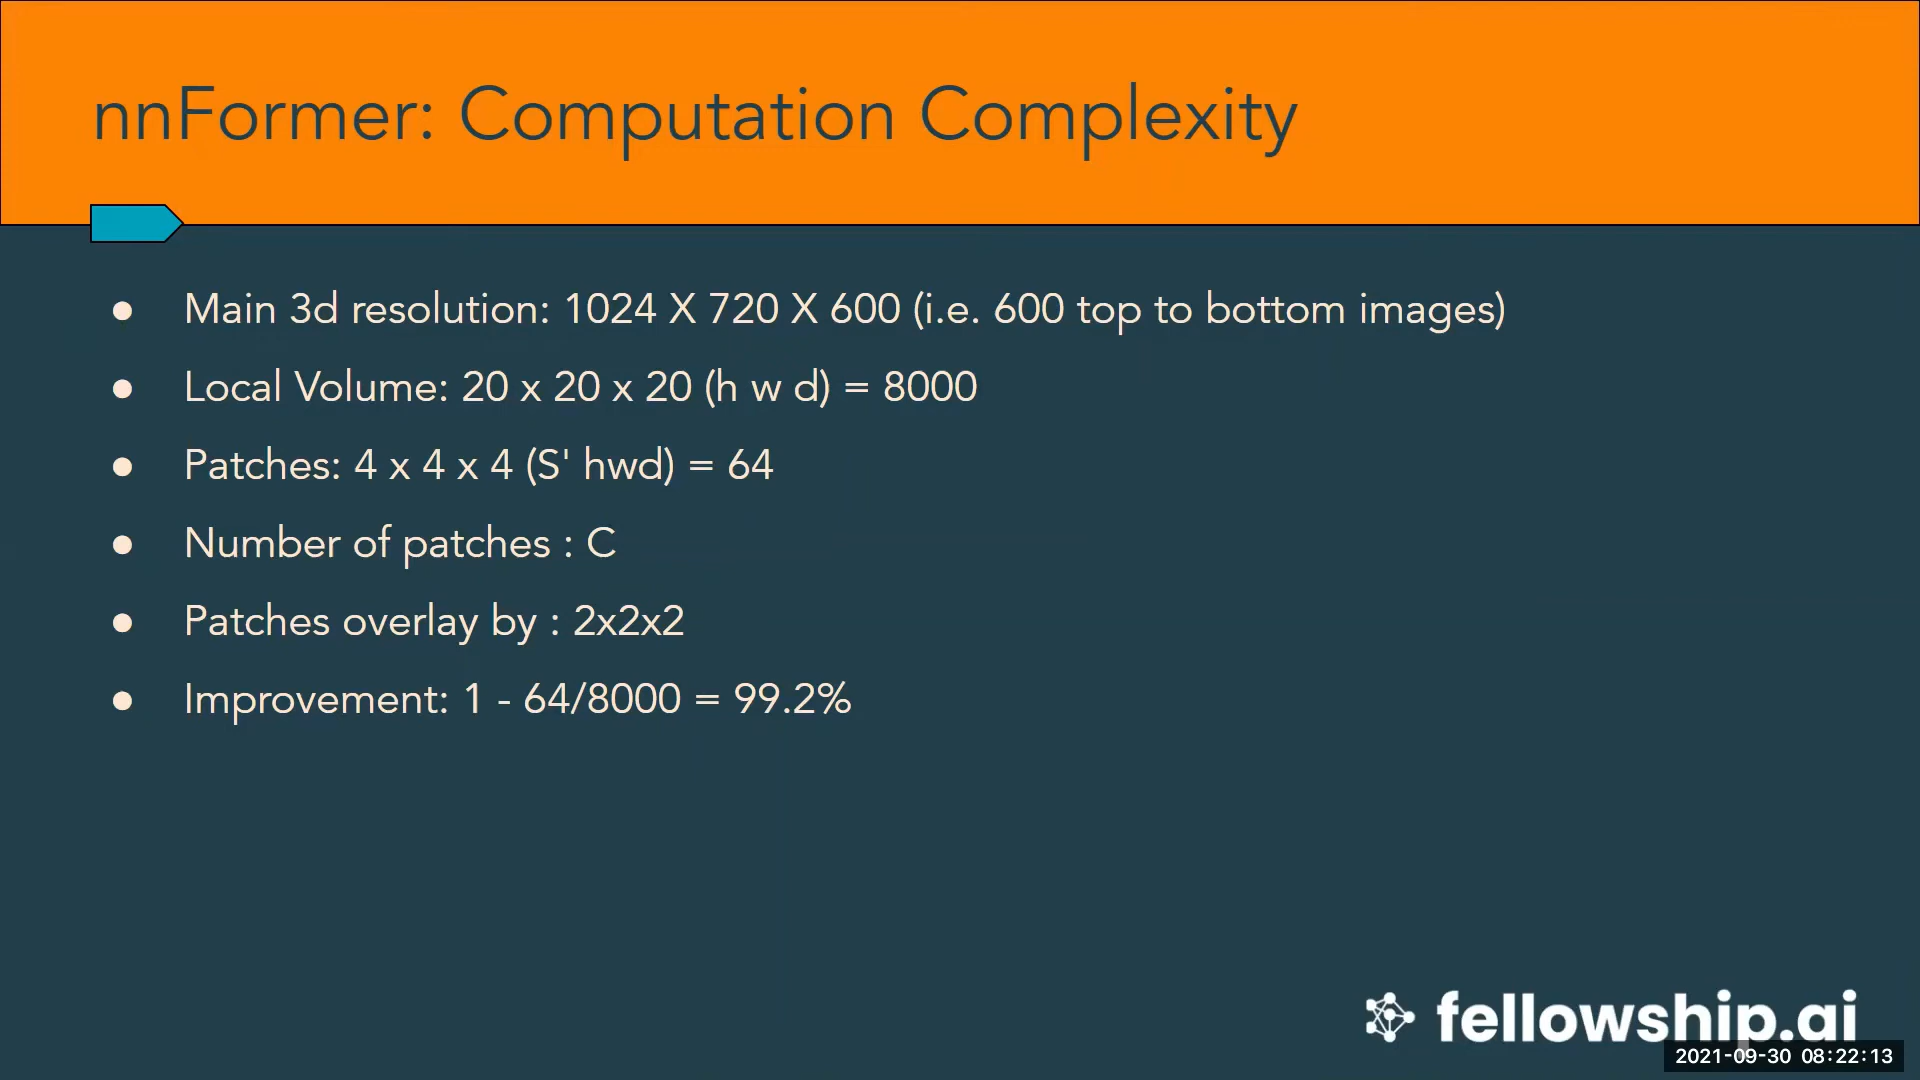 nnFormer: Computation Complexity
● Main 3d resolution: 1024 X 720 X 600 (i.e. 600 top to bottom images)
● Local Volume: 20 x 20 x 20 (h w d) = 8000
● Patches: 4 x 4 x 4 (S' hwd) = 64
● Number of patches : C
● Patches overlay by : 2x2x2
● Improvement: 1 - 64/8000 = 99.2%
fellowship.ai
2021-09-30 08:22:13